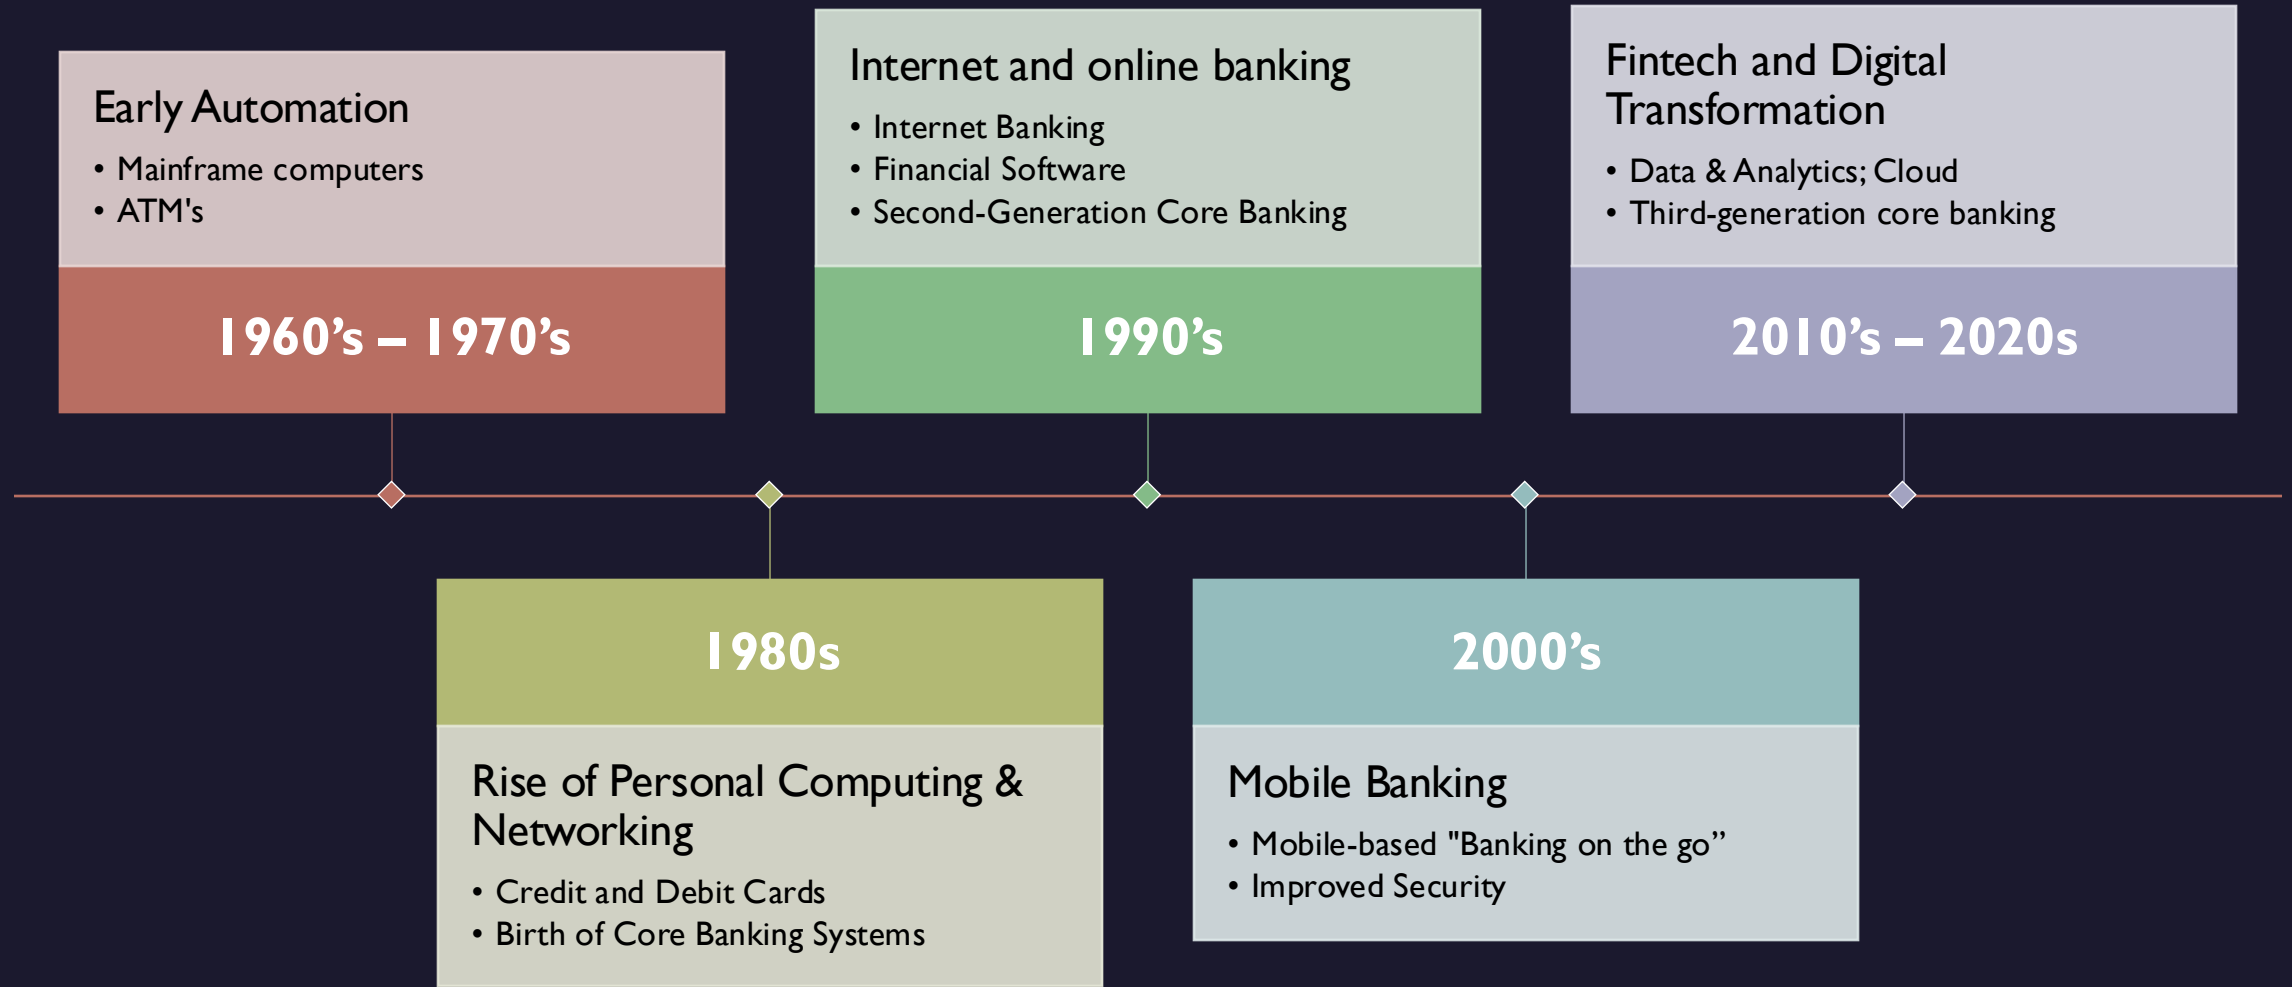 Early Automation
• Mainframe computers
• ATM's
1960’s – 1970’s
1980s
Rise of Personal Computing &
Networking
• Credit and Debit Cards
• Birth of Core Banking Systems
Internet and online banking
• Internet Banking
• Financial Software
• Second-Generation Core Banking
1990’s
2000’s
Mobile Banking
• Mobile-based "Banking on the go”
• Improved Security
Fintech and Digital
Transformation
• Data & Analytics; Cloud
• Third-generation core banking
2010’s – 2020s